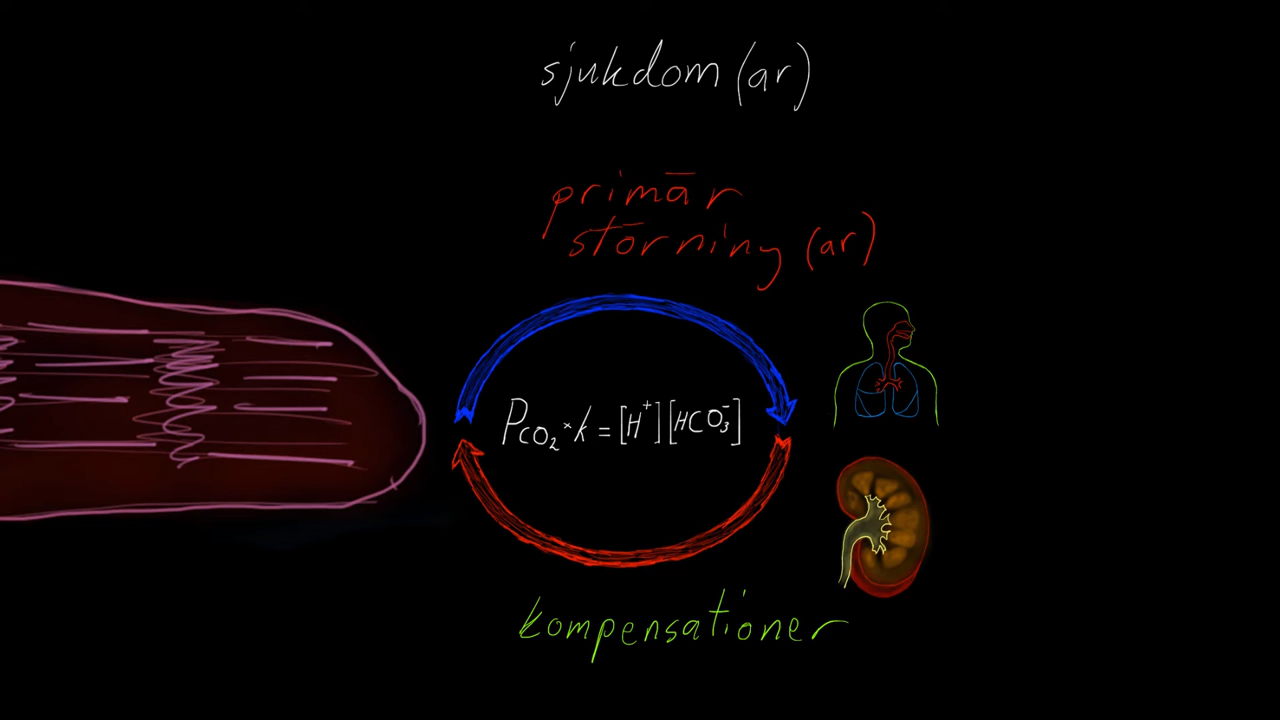 sjukdom (ar)
primär
störning (ar)
P_CO₂ × k = [H⁺] [HCO₃⁻]
kompensationer